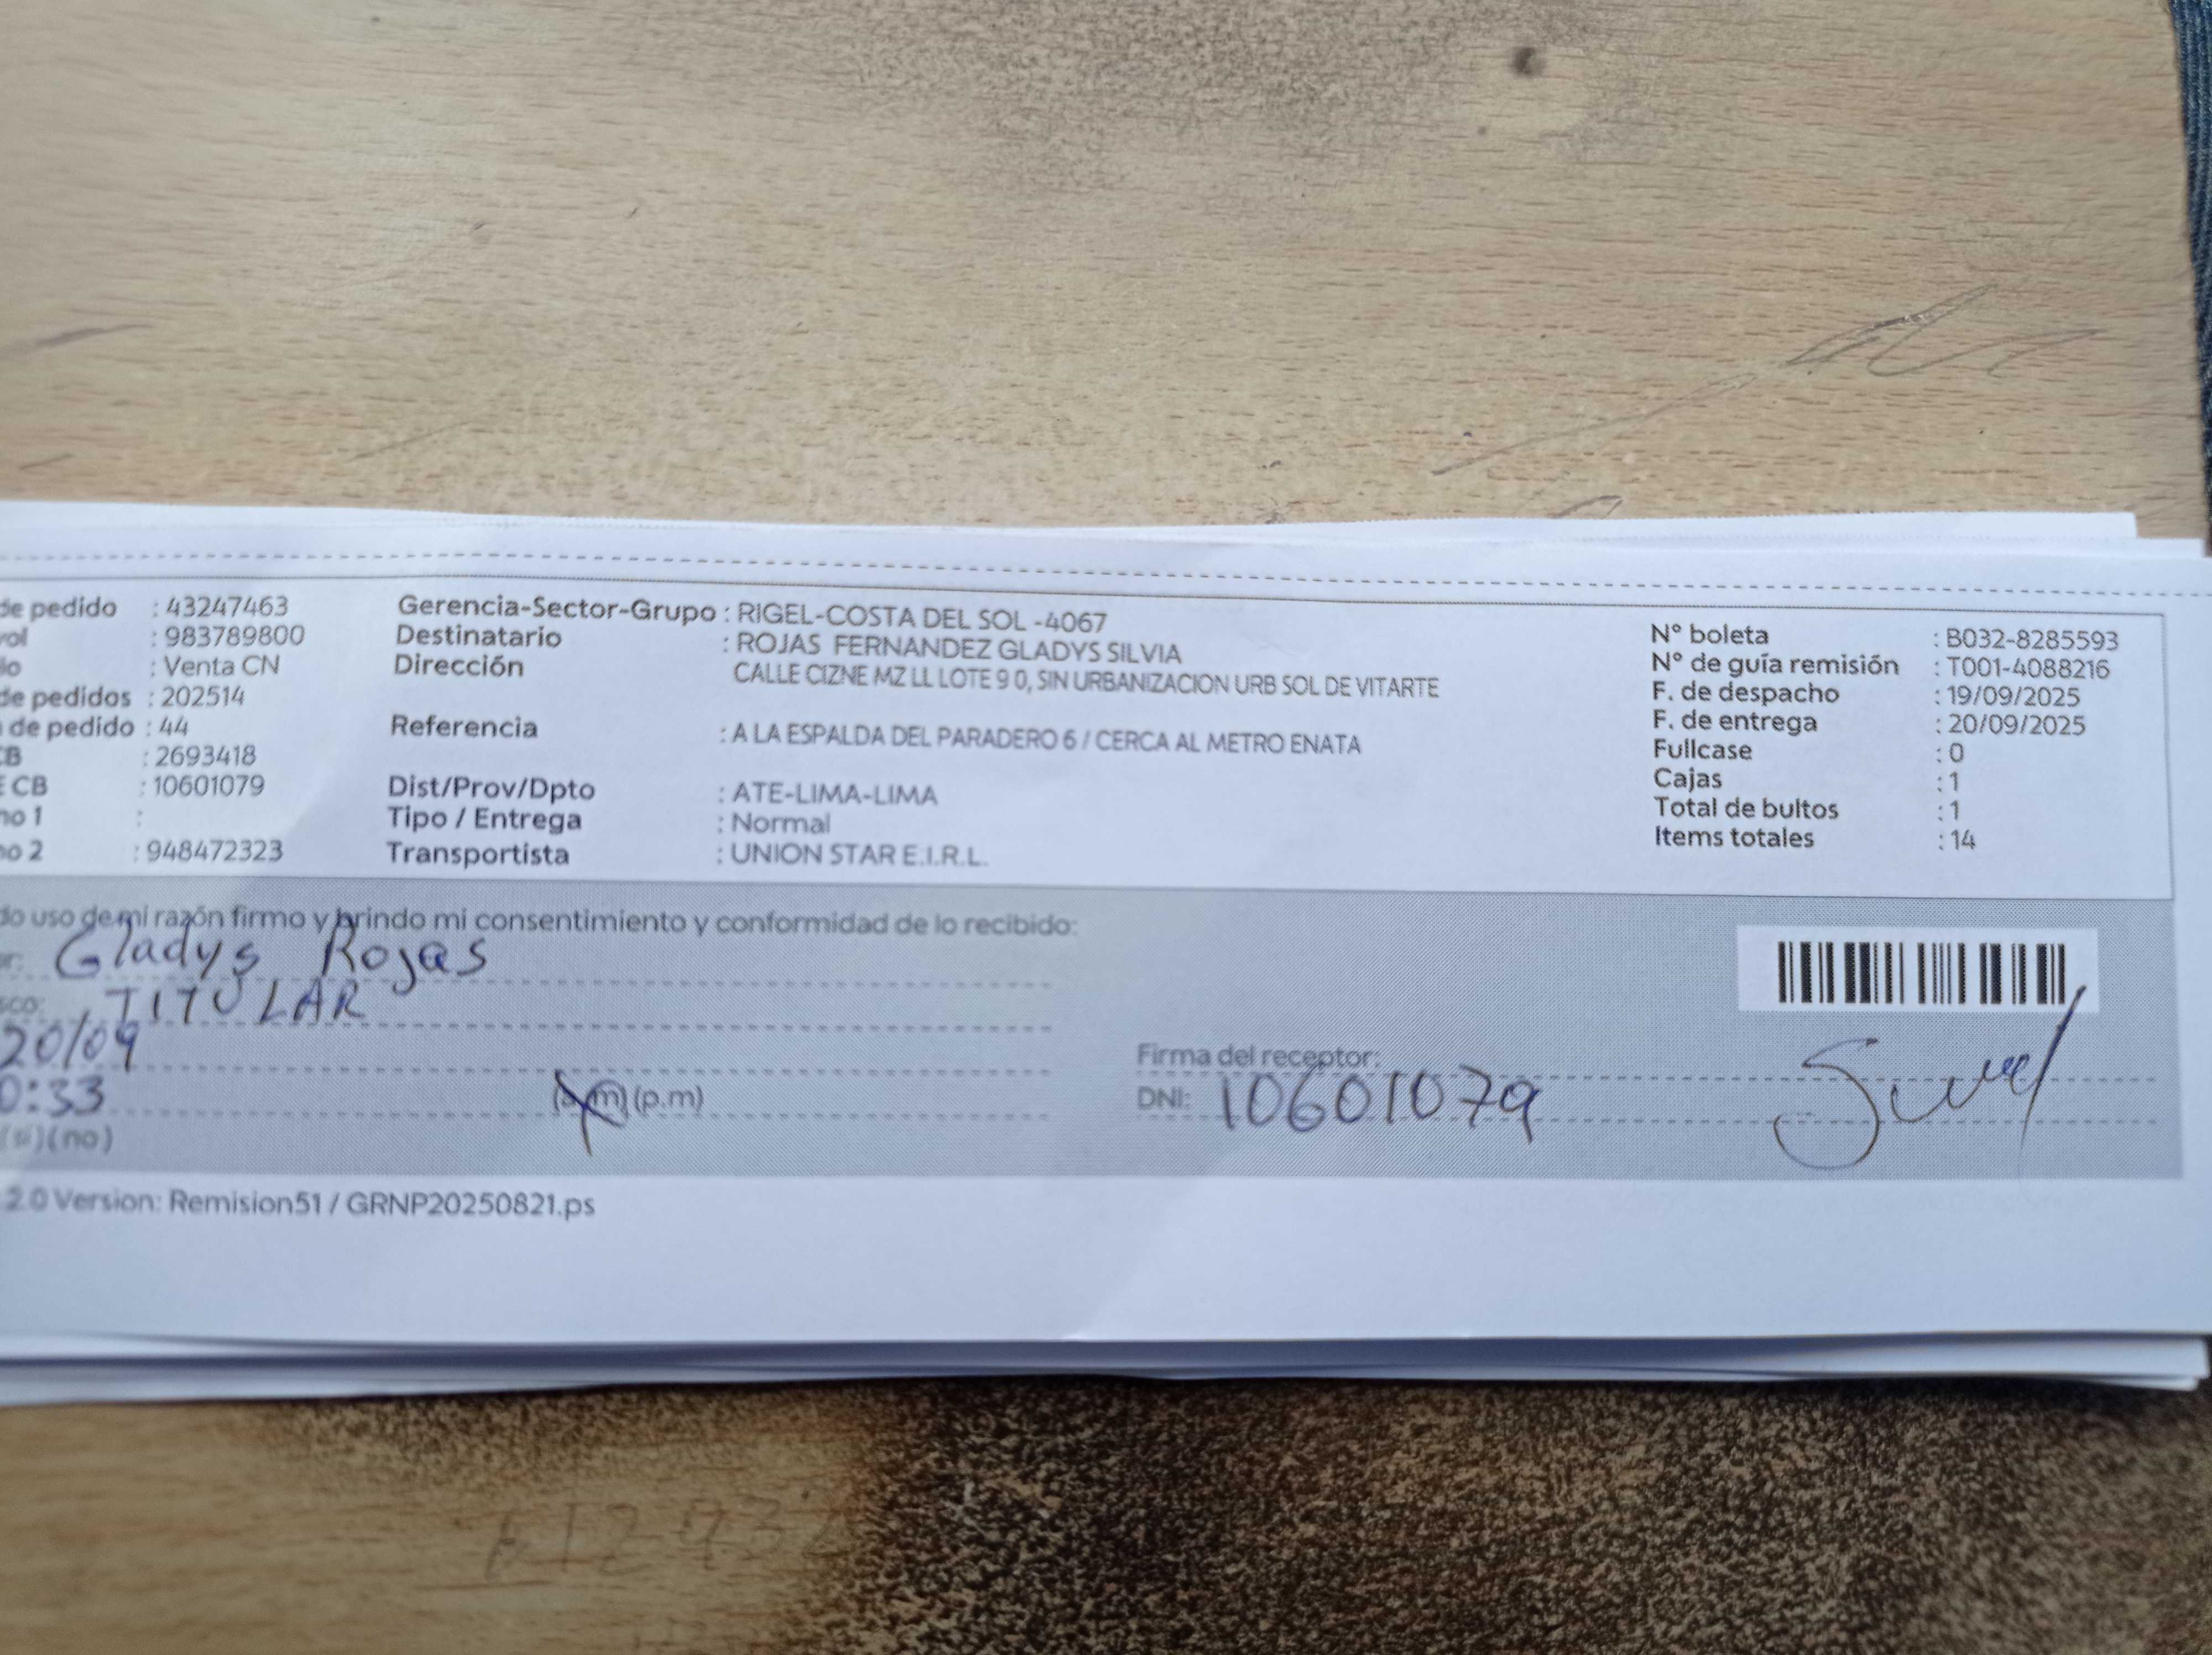 de pedido : 43247463
vol : 983789800
lo : Venta CN
de pedidos : 202514
de pedido : 44
CB : 2693418
E CB : 10601079
no 1 :
no 2 : 948472323
Gerencia-Sector-Grupo : RIGEL-COSTA DEL SOL -4067
Destinatario : ROJAS FERNANDEZ GLADYS SILVIA
Dirección CALLE CIZNE MZ LL LOTE 9 0, SIN URBANIZACION URB SOL DE VITARTE
Referencia : A LA ESPALDA DEL PARADERO 6 / CERCA AL METRO ENATA
Dist/Prov/Dpto : ATE-LIMA-LIMA
Tipo / Entrega : Normal
Transportista : UNION STAR E.I.R.L.
N° boleta : B032-8285593
N° de guía remisión : T001-4088216
F. de despacho : 19/09/2025
F. de entrega : 20/09/2025
Fullcase : 0
Cajas : 1
Total de bultos : 1
Items totales : 14
do uso de mi razón firmo y brindo mi consentimiento y conformidad de lo recibido:
r: Gladys Rojas
sco: TITULAR
20/09
0:33 (a.m) (p.m)
(si) (no)
Firma del receptor:
DNI: 10601079
2.0 Version: Remision51 / GRNP20250821.ps